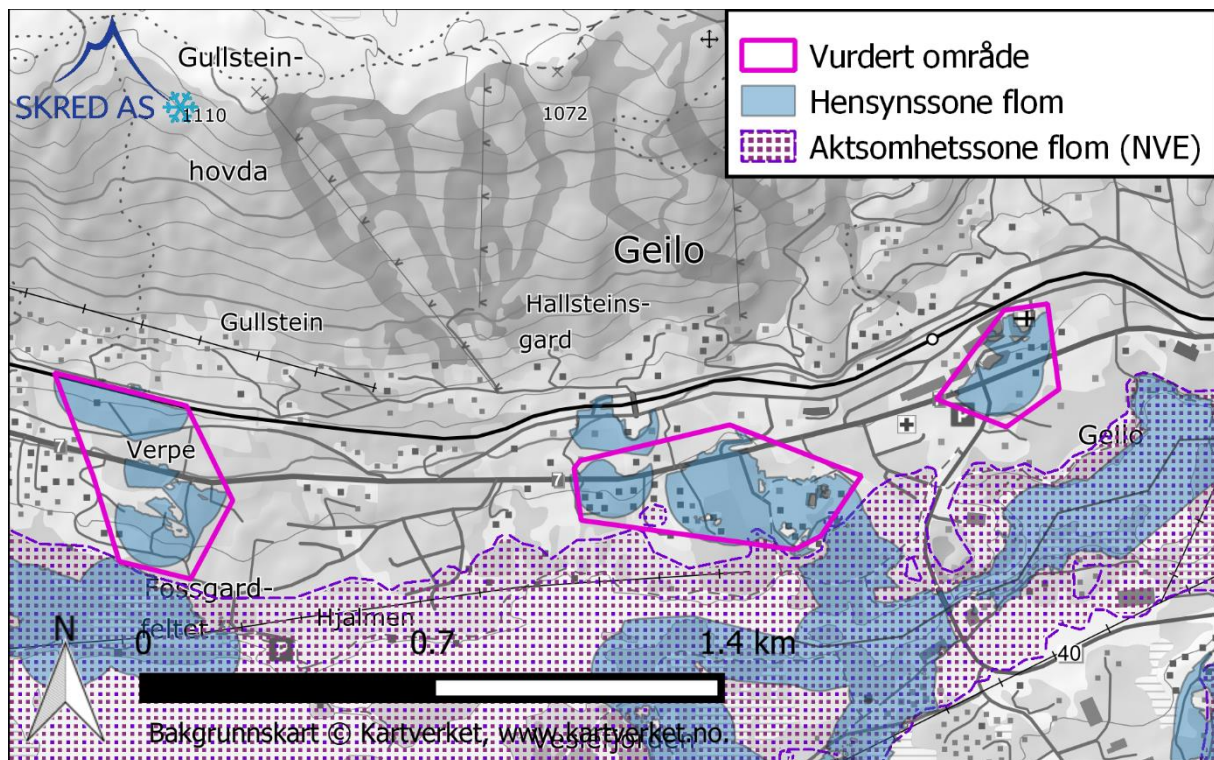 SKRED AS
Gullstein-
1110
hovda
1072
Vurdert område
Hensynssone flom
Aktsomhetssone flom (NVE)
Geilo
Hallsteins-
gard
Gullstein
Verpe
7
7
Geilo
P
Fossgard-
feltet
Hjalmen
P
40
N
0
0.7
1.4 km
Bakgrunnskart © Kartverket, www.kartverket.no.
Veslefjorden